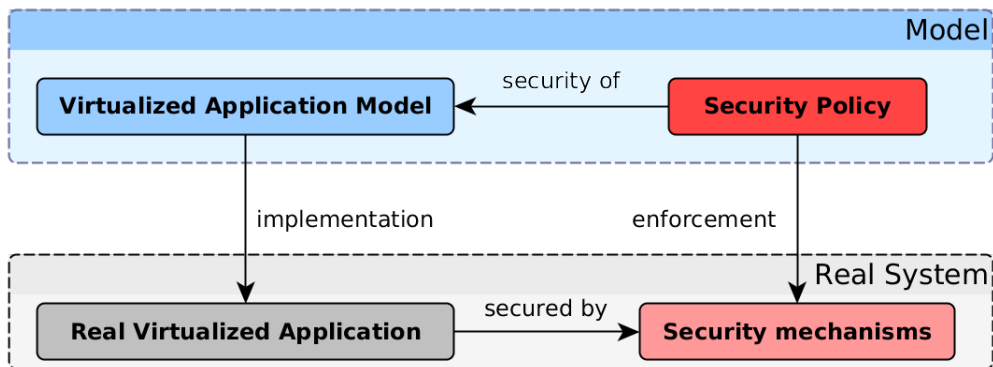 Model
security of
Virtualized Application Model
Security Policy
implementation
enforcement
Real System
secured by
Real Virtualized Application
Security mechanisms